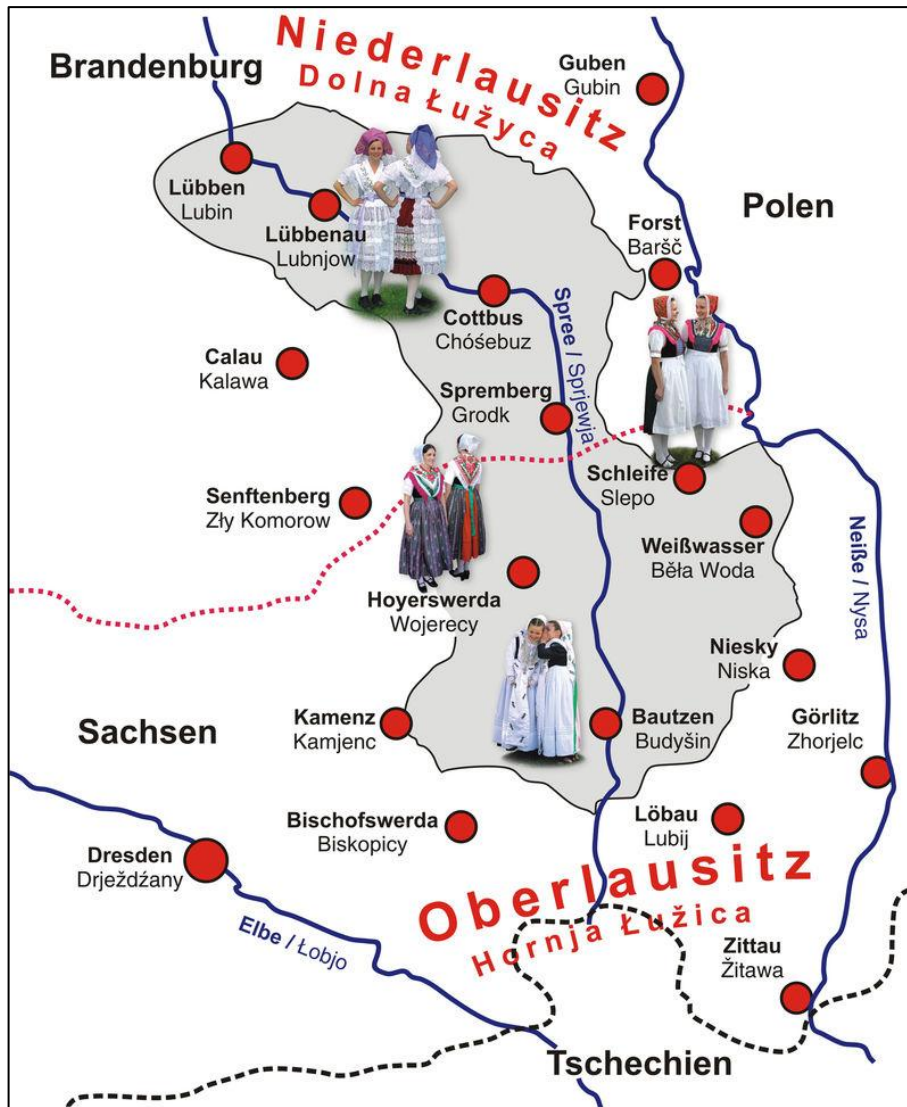 Niederlausitz
Dolna Łužyca
Brandenburg
Guben
Gubin
Lübben
Lubin
Polen
Lübbenau
Lubnjow
Forst
Baršč
Cottbus
Chóśebuz
Spree / Sprjewja
Calau
Kalawa
Spremberg
Grodk
Schleife
Slepo
Senftenberg
Zły Komorow
Weißwasser
Běła Woda
Neiße / Nysa
Hoyerswerda
Wojerecy
Niesky
Niska
Sachsen
Kamenz
Kamjenc
Bautzen
Budyšin
Görlitz
Zhorjelc
Bischofswerda
Biskopicy
Löbau
Lubij
Dresden
Drježdźany
Oberlausitz
Hornja Łužica
Elbe / Łobjo
Zittau
Žitawa
Tschechien